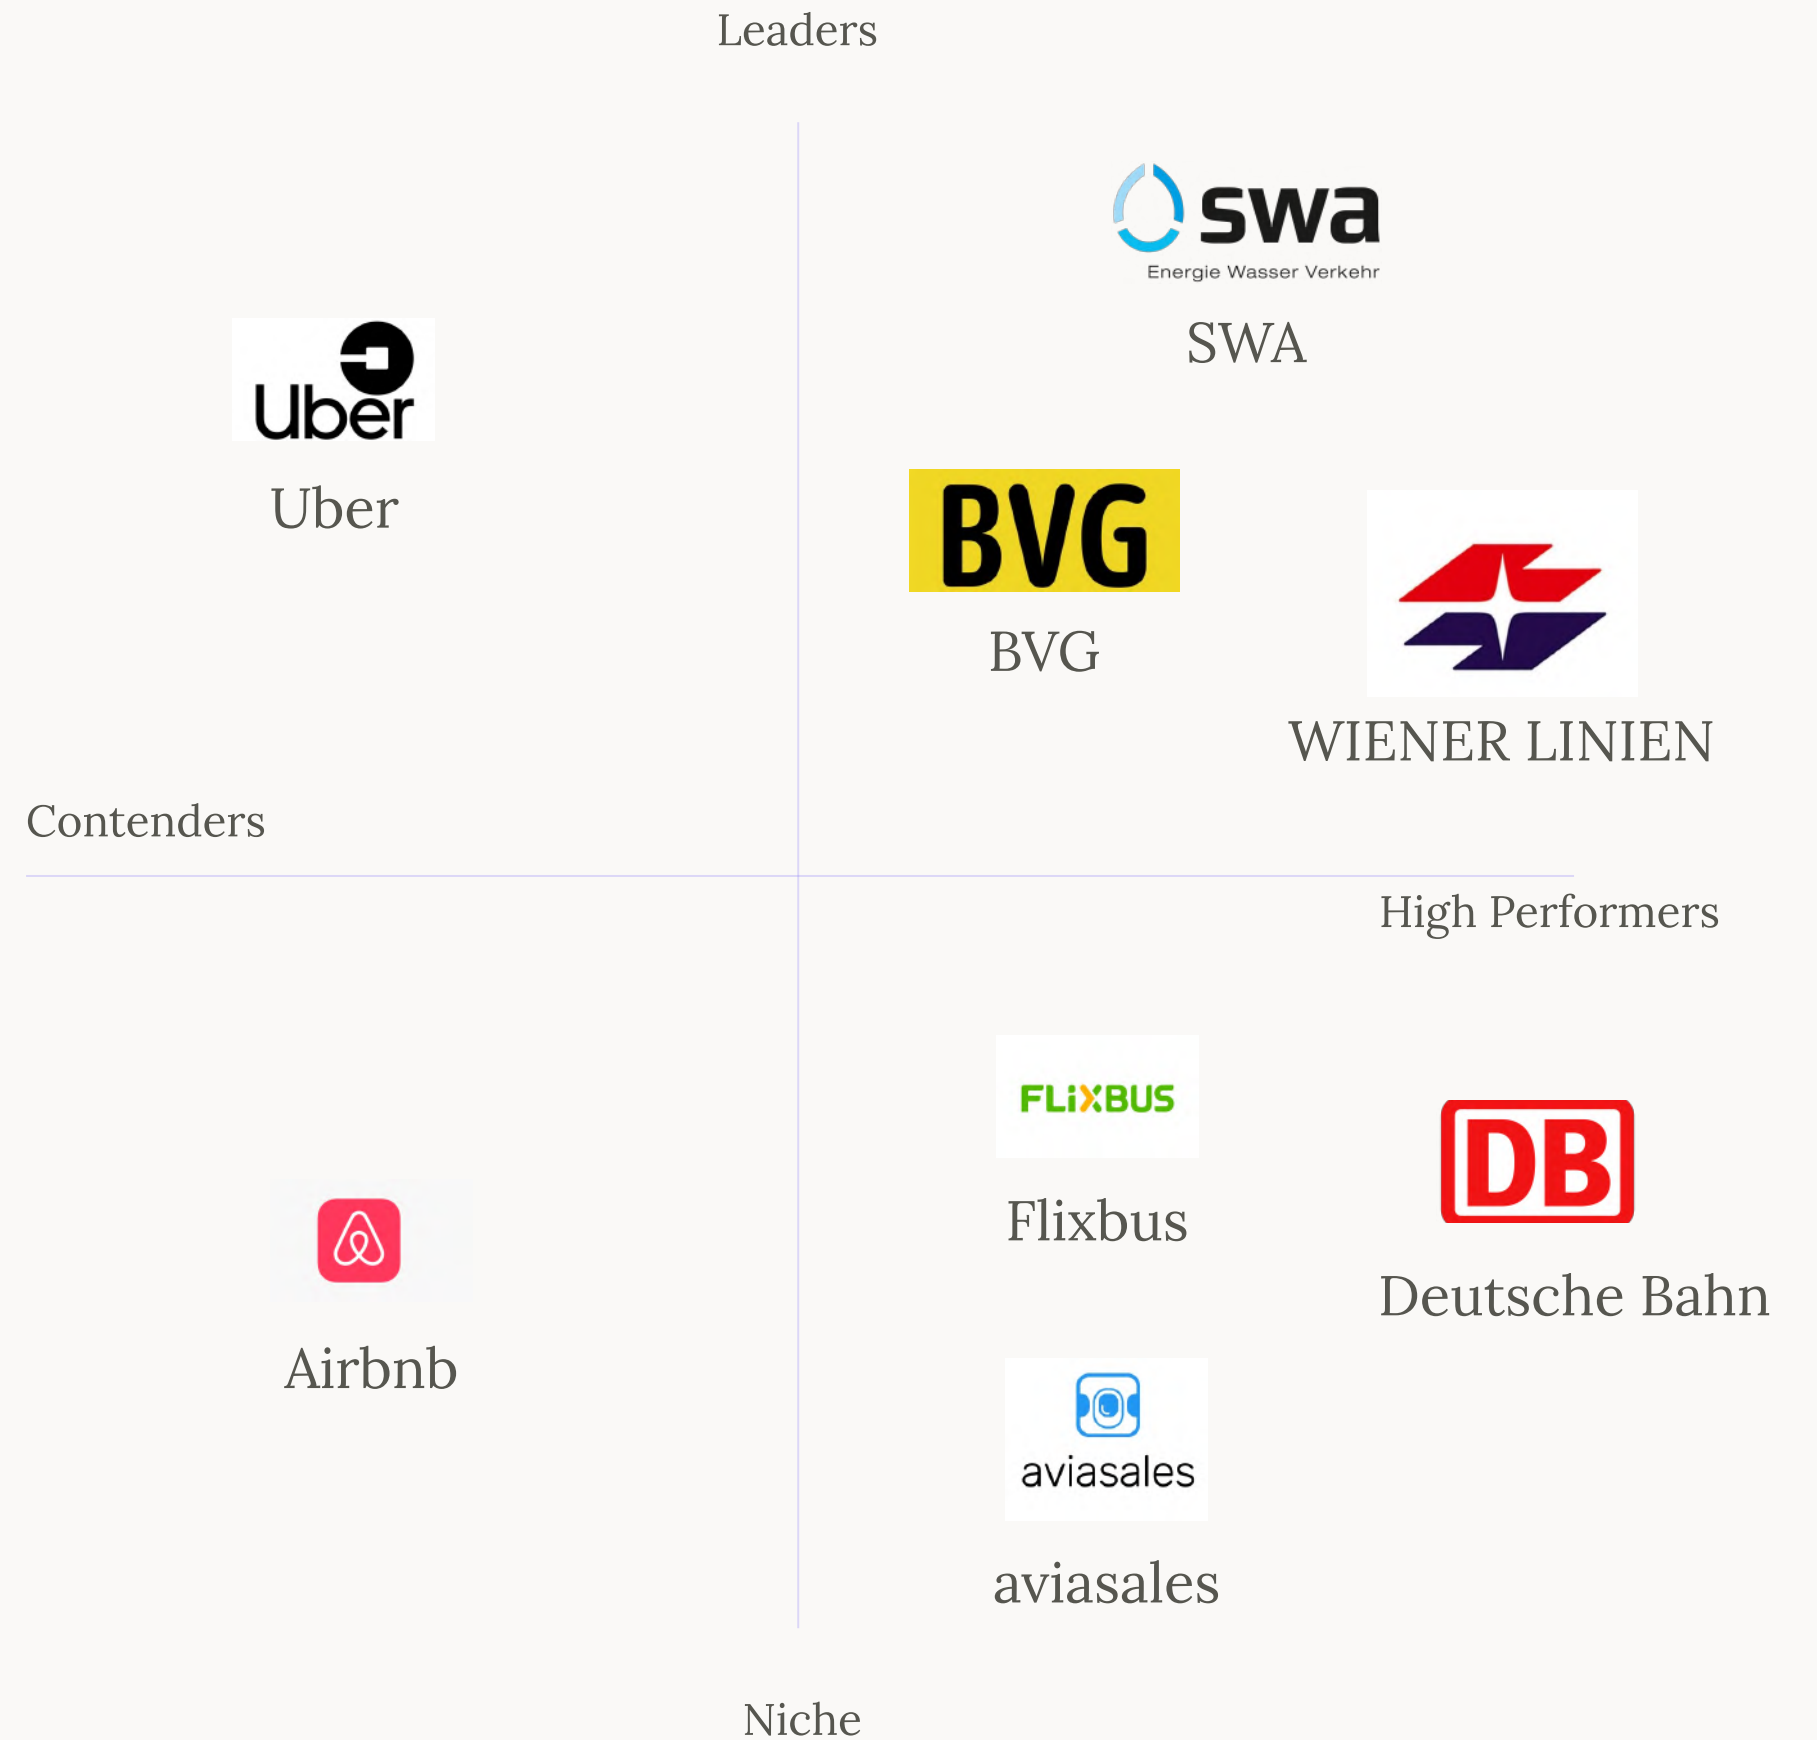 Leaders
swa
Energie Wasser Verkehr
SWA
Uber
Uber
BVG
BVG
WIENER LINIEN
Contenders
High Performers
FLiXBUS
Flixbus
DB
Deutsche Bahn
Airbnb
aviasales
aviasales
Niche